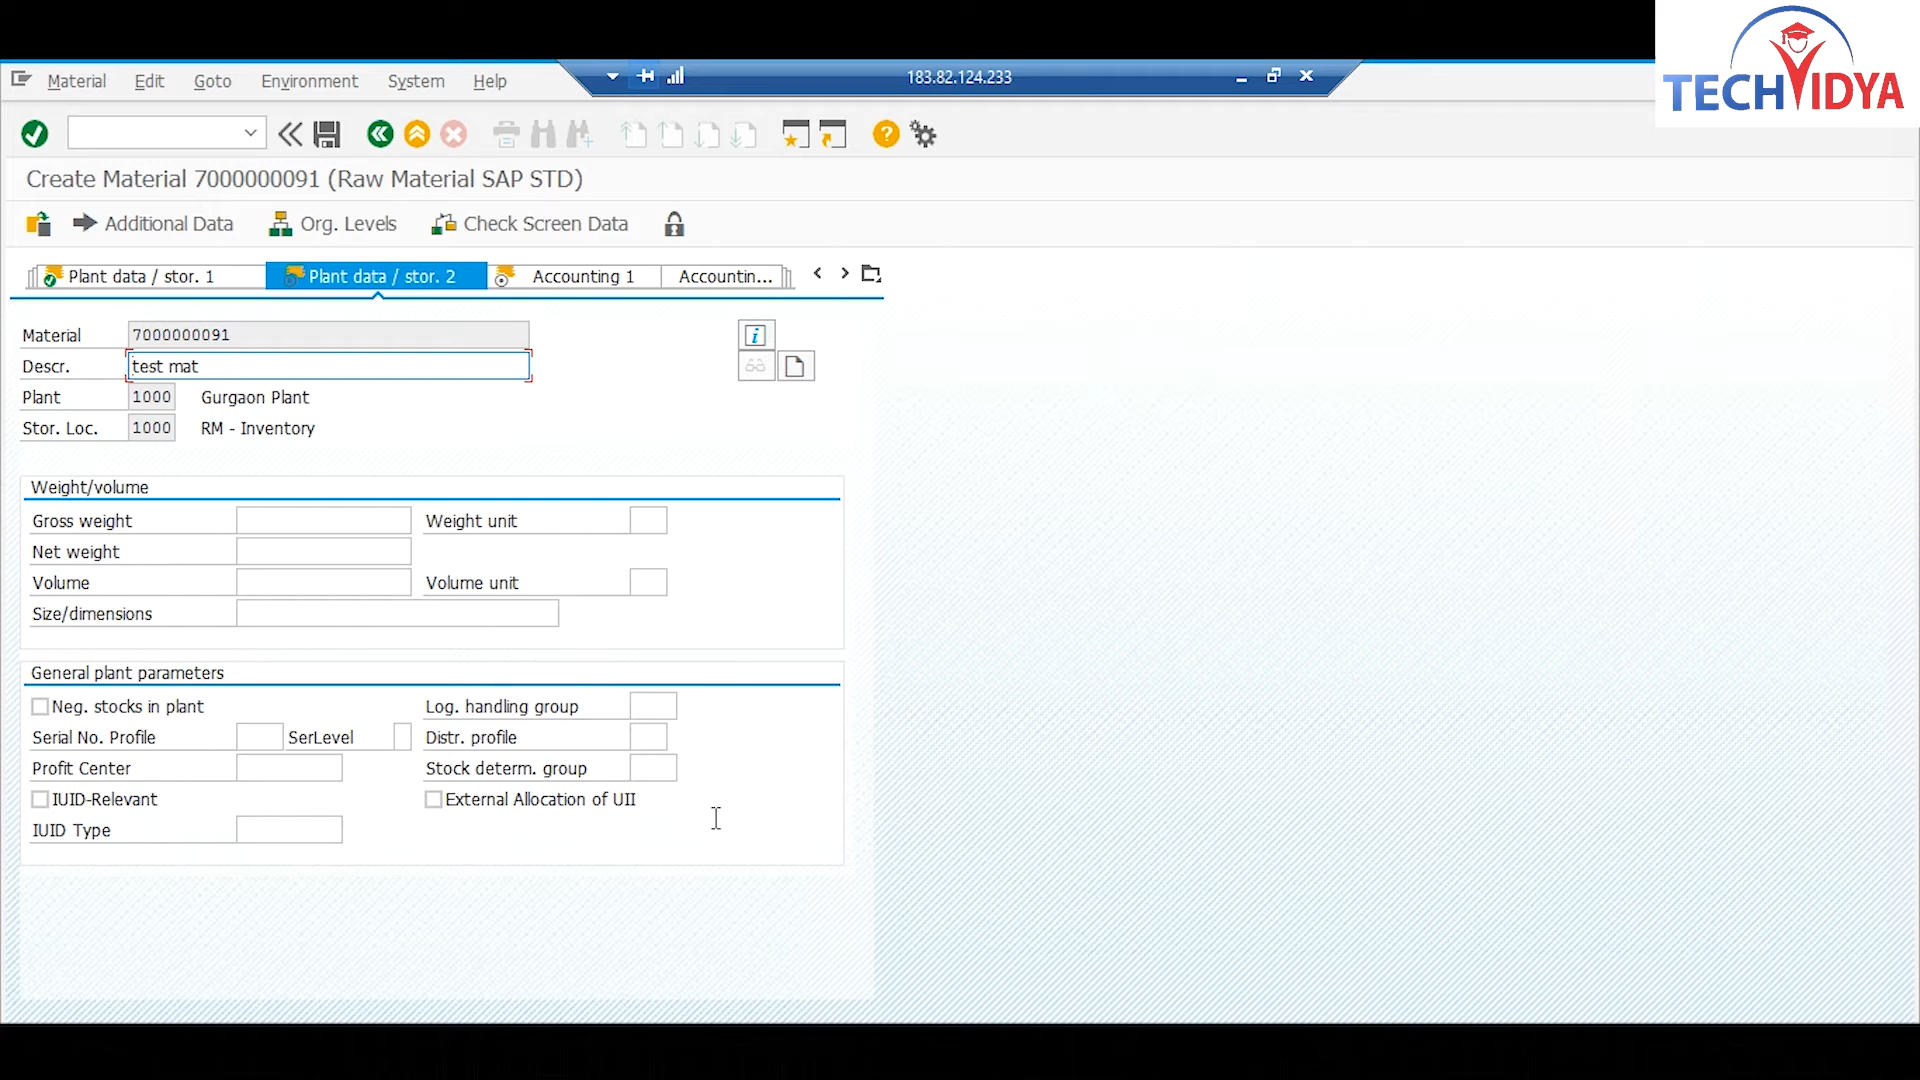 TECHVIDYA
183.82.124.233
Material Edit Goto Environment System Help
Create Material 7000000091 (Raw Material SAP STD)
Additional Data Org. Levels Check Screen Data
Plant data / stor. 1 Plant data / stor. 2 Accounting 1 Accountin...
Material 7000000091
Descr. test mat
Plant 1000 Gurgaon Plant
Stor. Loc. 1000 RM - Inventory
Weight/volume
Gross weight Weight unit
Net weight
Volume Volume unit
Size/dimensions
General plant parameters
Neg. stocks in plant Log. handling group
Serial No. Profile SerLevel Distr. profile
Profit Center Stock determ. group
IUID-Relevant External Allocation of UII
IUID Type